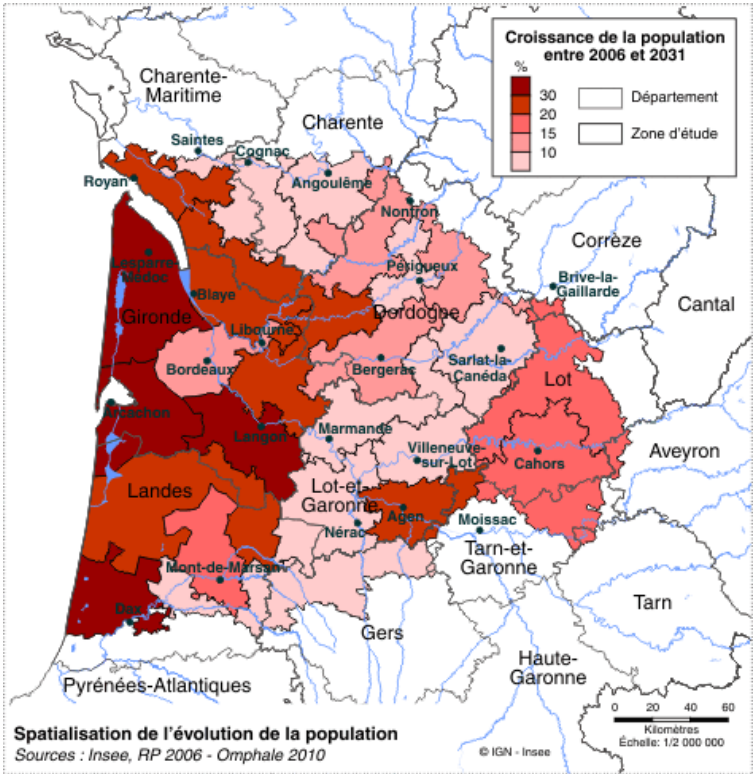 Croissance de la population
entre 2006 et 2031
%
30
20
15
10
Département
Zone d'étude
Charente-
Maritime
Charente
Saintes
Cognac
Royan
Angoulême
Nontron
Corrèze
Lesparre-
Médoc
Périgueux
Brive-la-
Gaillarde
Blaye
Cantal
Gironde
Dordogne
Libourne
Bordeaux
Bergerac
Sarlat-la-
Canéda
Lot
Arcachon
Langon
Marmande
Villeneuve-
sur-Lot
Cahors
Aveyron
Landes
Lot-et-
Garonne
Agen
Nérac
Moissac
Tarn-et-
Garonne
Mont-de-Marsan
Dax
Tarn
Gers
Haute-
Garonne
Pyrénées-Atlantiques
0 20 40 60
Kilomètres
Échelle: 1/2 000 000
Spatialisation de l'évolution de la population
Sources : Insee, RP 2006 - Omphale 2010
© IGN - Insee